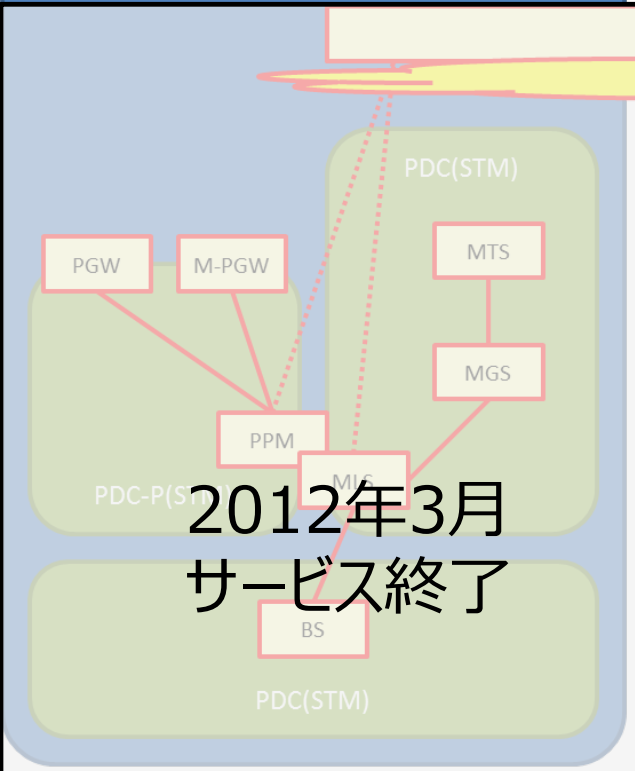 PDC(STM)
MTS
PGW
M-PGW
MGS
PPM
MLS
PDC-P(STM)
2012年3月
サービス終了
BS
PDC(STM)